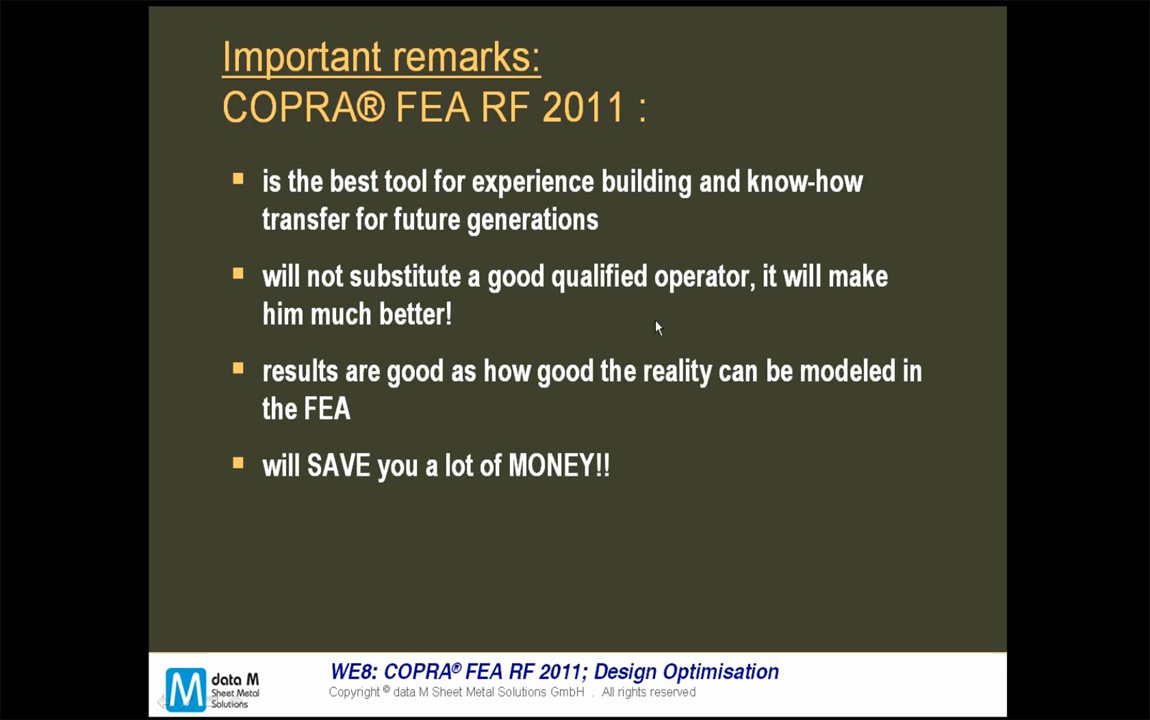 Important remarks:
COPRA® FEA RF 2011 :
▪ is the best tool for experience building and know-how
transfer for future generations
▪ will not substitute a good qualified operator, it will make
him much better!
▪ results are good as how good the reality can be modeled in
the FEA
▪ will SAVE you a lot of MONEY!!
M data M
Sheet Metal
Solutions
WE8: COPRA® FEA RF 2011; Design Optimisation
Copyright © data M Sheet Metal Solutions GmbH . All rights reserved